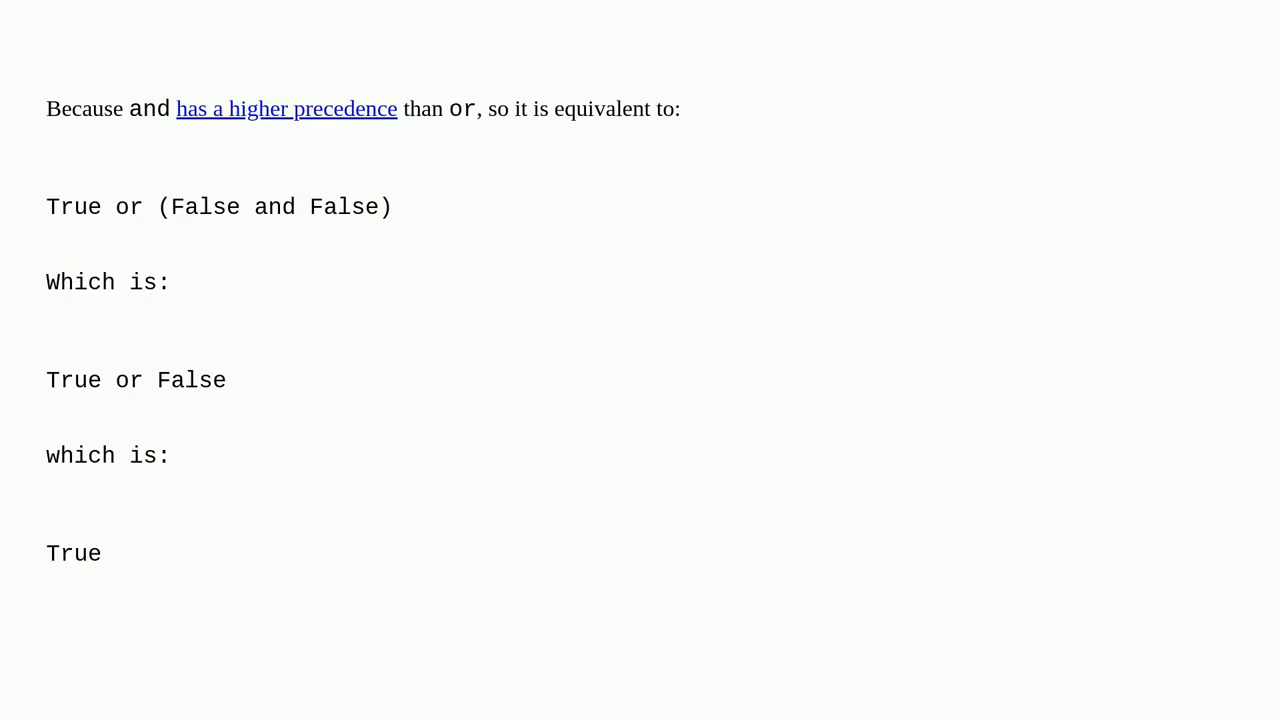 Because and has a higher precedence than or, so it is equivalent to:
True or (False and False)
Which is:
True or False
which is:
True